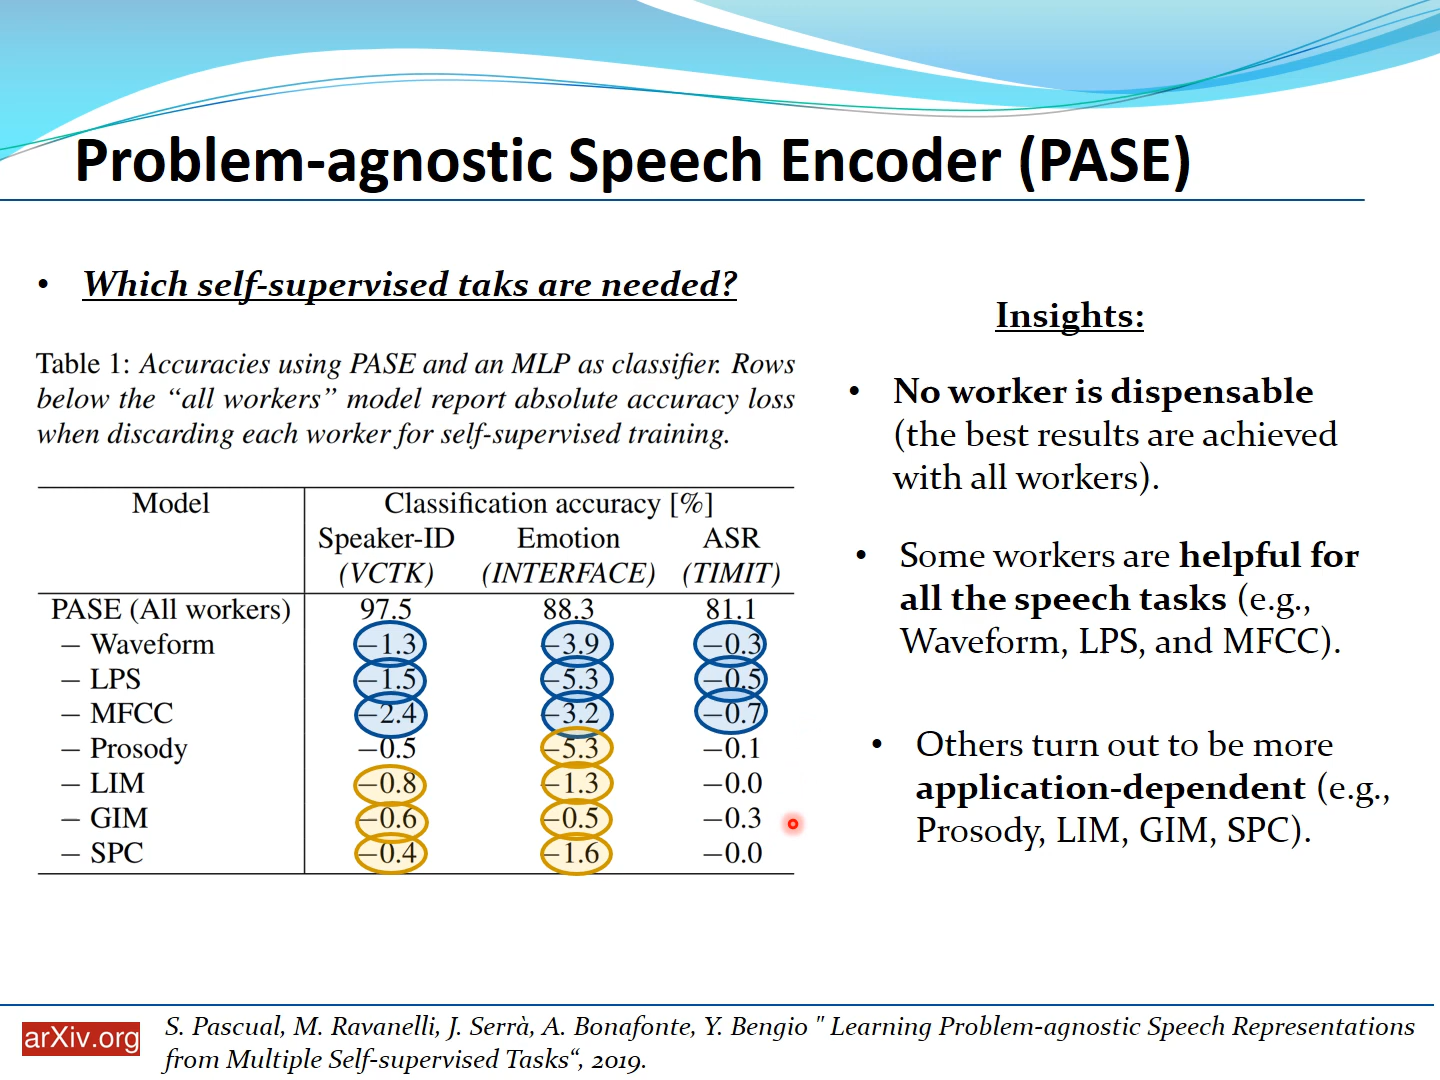 Problem-agnostic Speech Encoder (PASE)
• Which self-supervised taks are needed?
Table 1: Accuracies using PASE and an MLP as classifier. Rows
below the “all workers” model report absolute accuracy loss
when discarding each worker for self-supervised training.
Model Classification accuracy [%]
Speaker-ID Emotion ASR
(VCTK) (INTERFACE) (TIMIT)
PASE (All workers) 97.5 88.3 81.1
− Waveform −1.3 −3.9 −0.3
− LPS −1.5 −5.3 −0.5
− MFCC −2.4 −3.2 −0.7
− Prosody −0.5 −5.3 −0.1
− LIM −0.8 −1.3 −0.0
− GIM −0.6 −0.5 −0.3
− SPC −0.4 −1.6 −0.0
Insights:
• No worker is dispensable
(the best results are achieved
with all workers).
• Some workers are helpful for
all the speech tasks (e.g.,
Waveform, LPS, and MFCC).
• Others turn out to be more
application-dependent (e.g.,
Prosody, LIM, GIM, SPC).
arXiv.org
S. Pascual, M. Ravanelli, J. Serrà, A. Bonafonte, Y. Bengio " Learning Problem-agnostic Speech Representations
from Multiple Self-supervised Tasks“, 2019.